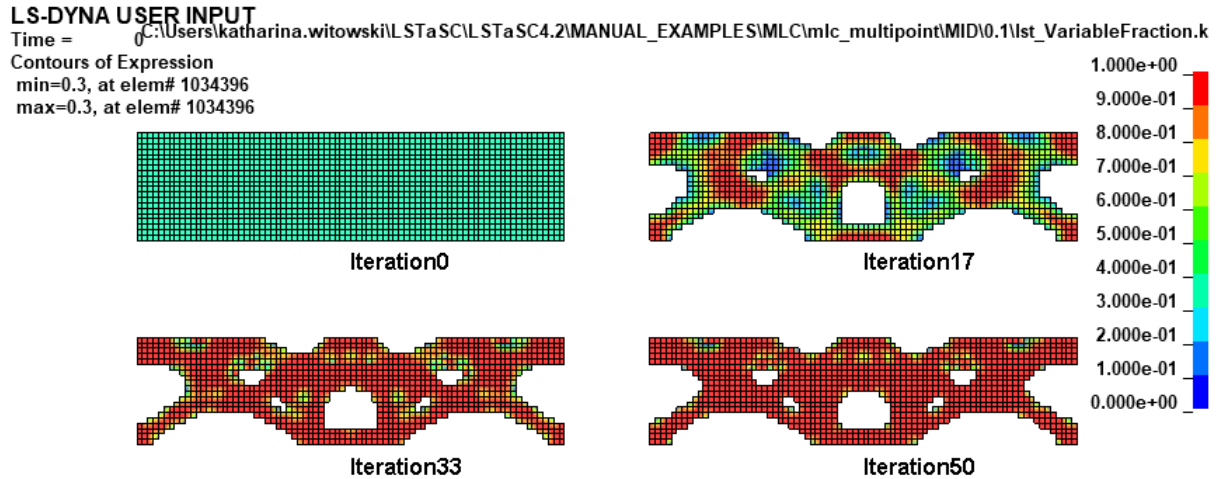 LS-DYNA USER INPUT
Time = 0
C:\Users\katharina.witowski\LSTaSC\LSTaSC4.2\MANUAL_EXAMPLES\MLC\mlc_multipoint\MID\0.1\lst_VariableFraction.k
Contours of Expression
min=0.3, at elem# 1034396
max=0.3, at elem# 1034396
1.000e+00
9.000e-01
8.000e-01
7.000e-01
6.000e-01
5.000e-01
4.000e-01
3.000e-01
2.000e-01
1.000e-01
0.000e+00
Iteration0
Iteration17
Iteration33
Iteration50